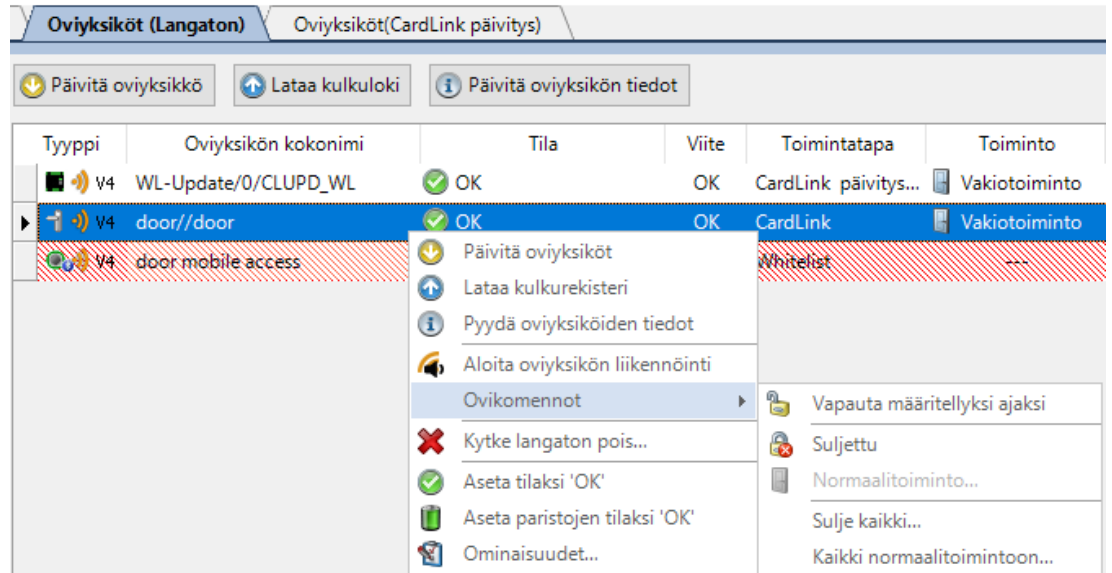 Oviyksiköt (Langaton) Oviyksiköt(CardLink päivitys)
Päivitä oviyksikkö Lataa kulkuloki Päivitä oviyksikön tiedot
Tyyppi Oviyksikön kokonimi Tila Viite Toimintatapa Toiminto
V4 WL-Update/0/CLUPD_WL OK OK CardLink päivitys... Vakiotoiminto
V4 door//door OK OK CardLink Vakiotoiminto
V4 door mobile access Whitelist ---
Päivitä oviyksiköt
Lataa kulkurekisteri
Pyydä oviyksiköiden tiedot
Aloita oviyksikön liikennöinti
Ovikomennot
Kytke langaton pois...
Aseta tilaksi 'OK'
Aseta paristojen tilaksi 'OK'
Ominaisuudet...
Vapauta määritellyksi ajaksi
Suljettu
Normaalitoiminto...
Sulje kaikki...
Kaikki normaalitoimintoon...